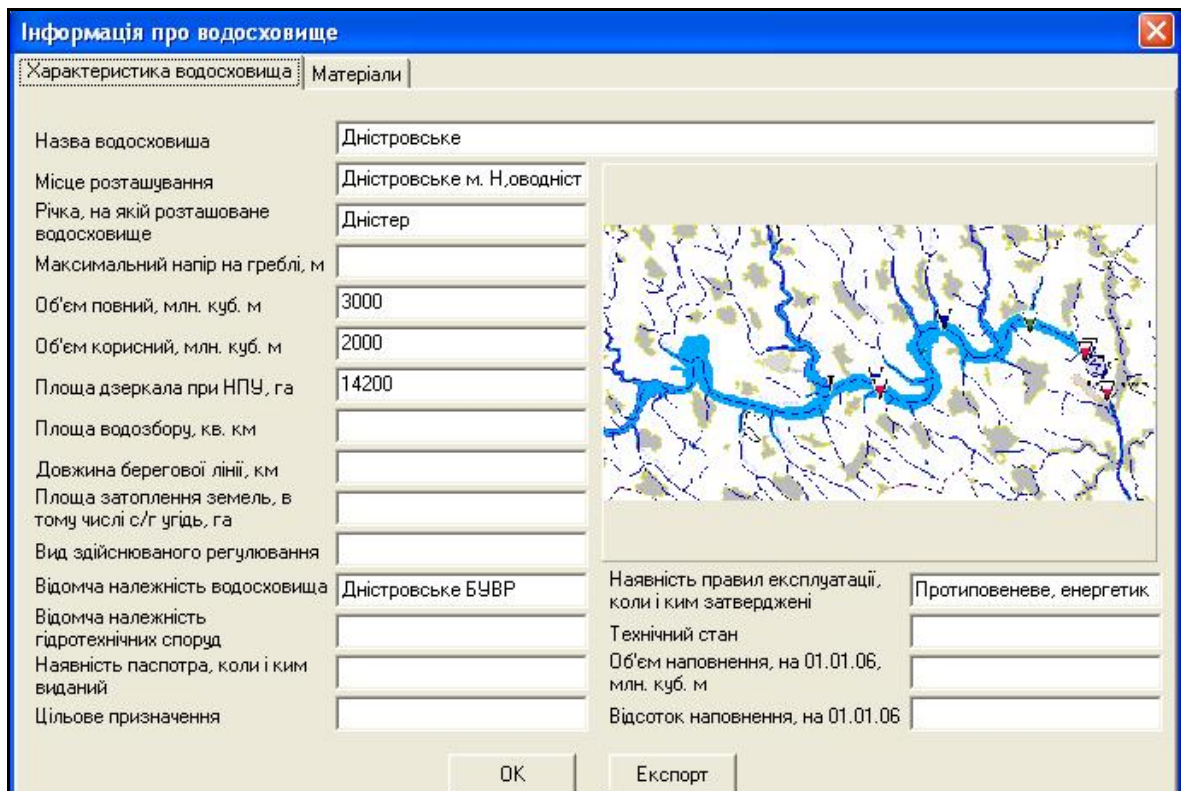 Інформація про водосховище
Характеристика водосховища
Матеріали
Назва водосховиша
Дністровське
Місце розташування
Дністровське м. Н,оводніст
Річка, на якій розташоване
водосховище
Дністер
Максимальний напір на греблі, м
Об'єм повний, млн. куб. м
3000
Об'єм корисний, млн. куб. м
2000
Площа дзеркала при НПУ, га
14200
Площа водозбору, кв. км
Довжина берегової лінії, км
Площа затоплення земель, в
тому числі с/г угідь, га
Вид здійснюваного регулювання
Відомча належність водосховища
Дністровське БУВР
Відомча належність
гідротехнічних споруд
Наявність паспотра, коли і ким
виданий
Цільове призначення
Наявність правил експлуатації,
коли і ким затверджені
Протиповеневе, енергетик
Технічний стан
Об'єм наповнення, на 01.01.06,
млн. куб. м
Відсоток наповнення, на 01.01.06
OK
Експорт